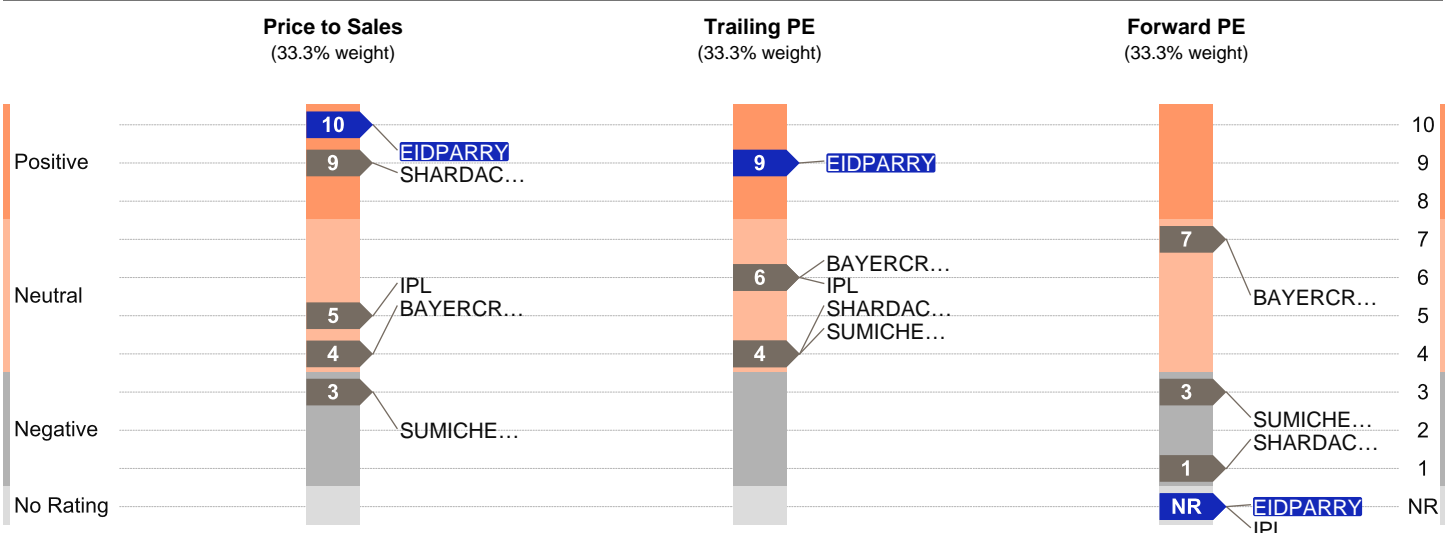 Price to Sales
(33.3% weight)
Trailing PE
(33.3% weight)
Forward PE
(33.3% weight)
Positive
Neutral
Negative
No Rating
10
9
5
4
3
EIDPARRY
SHARDAC…
IPL
BAYERCR…
SUMICHE…
9
6
4
EIDPARRY
BAYERCR…
IPL
SHARDAC…
SUMICHE…
7
3
1
NR
BAYERCR…
SUMICHE…
SHARDAC…
EIDPARRY
IPL
10
9
8
7
6
5
4
3
2
1
NR